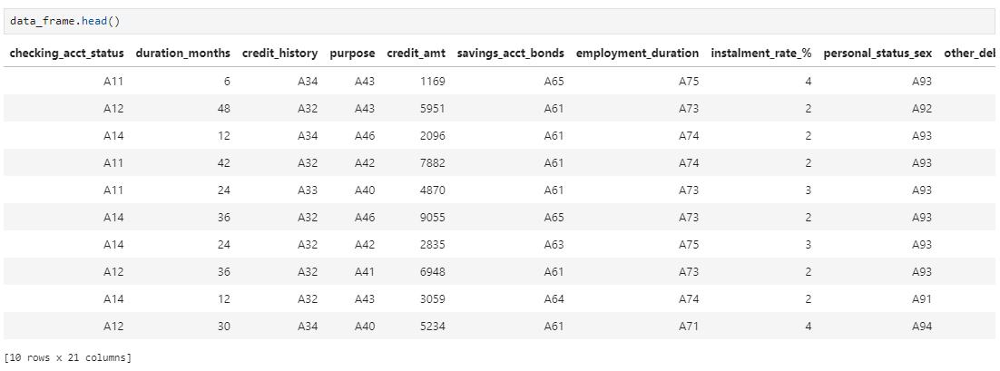 data_frame.head()
checking_acct_status duration_months credit_history purpose credit_amt savings_acct_bonds employment_duration instalment_rate_% personal_status_sex other_deb
A11 6 A34 A43 1169 A65 A75 4 A93
A12 48 A32 A43 5951 A61 A73 2 A92
A14 12 A34 A46 2096 A61 A74 2 A93
A11 42 A32 A42 7882 A61 A74 2 A93
A11 24 A33 A40 4870 A61 A73 3 A93
A14 36 A32 A46 9055 A65 A73 2 A93
A14 24 A32 A42 2835 A63 A75 3 A93
A12 36 A32 A41 6948 A61 A73 2 A93
A14 12 A32 A43 3059 A64 A74 2 A91
A12 30 A34 A40 5234 A61 A71 4 A94
[10 rows x 21 columns]